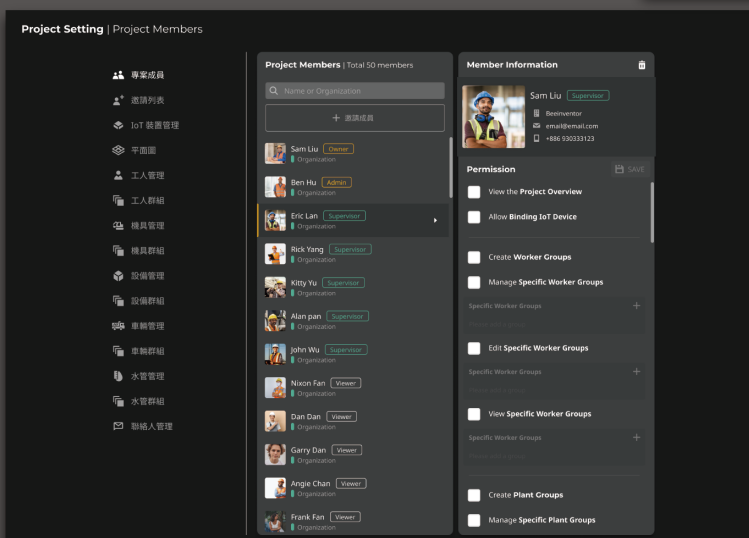 Project Setting | Project Members
專案成員
邀請列表
IoT 裝置管理
平面圖
工人管理
工人群組
機具管理
機具群組
設備管理
設備群組
車輛管理
車輛群組
水管管理
水管群組
聯絡人管理
Project Members | Total 50 members
Name or Organization
邀請成員
Sam Liu Owner
Organization
Ben Hu Admin
Organization
Eric Lan Supervisor
Organization
Rick Yang Supervisor
Organization
Kitty Yu Supervisor
Organization
Alan pan Supervisor
Organization
John Wu Supervisor
Organization
Nixon Fan Viewer
Organization
Dan Dan Viewer
Organization
Garry Dan Viewer
Organization
Angie Chan Viewer
Organization
Frank Fan Viewer
Organization
Member Information
Sam Liu Supervisor
Beeinventor
email@email.com
+886 930333123
Permission
SAVE
View the Project Overview
Allow Binding IoT Device
Create Worker Groups
Manage Specific Worker Groups
Specific Worker Groups
Edit Specific Worker Groups
Specific Worker Groups
View Specific Worker Groups
Specific Worker Groups
Create Plant Groups
Manage Specific Plant Groups